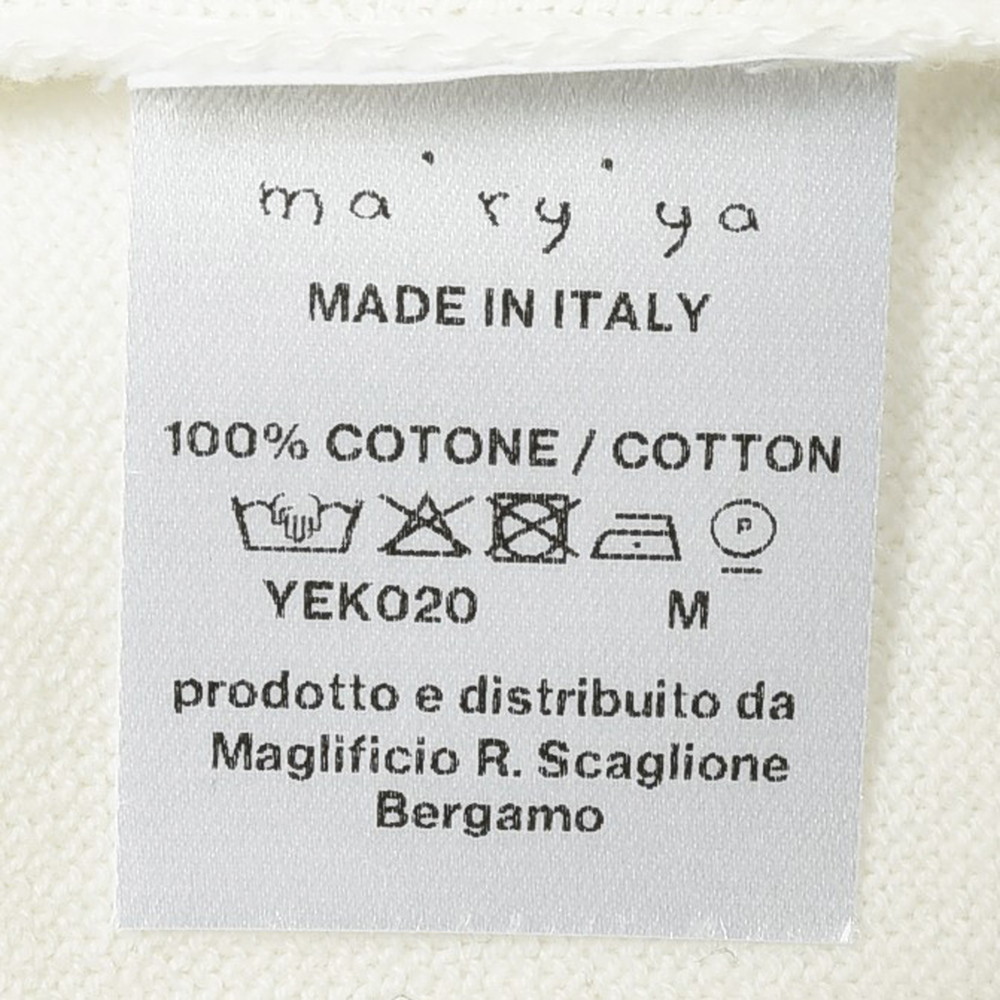 ma'ry'ya
MADE IN ITALY
100% COTONE / COTTON
P
YEK020 M
prodotto e distribuito da
Maglificio R. Scaglione
Bergamo